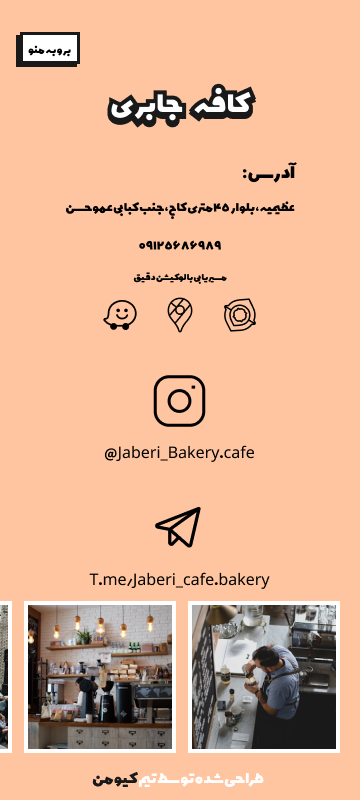 برو به منو
کافه جابری
آدرس:
عظیمیه ، بلوار ۴۵ متری کاج ، جنب کبابی عمو حسن
۰۹۱۲۵۶۸۶۹۸۹
مسیریابی با لوکیشن دقیق
@Jaberi_Bakery.cafe
T.me/Jaberi_cafe.bakery
طراحی شده توسط تیم کیومن